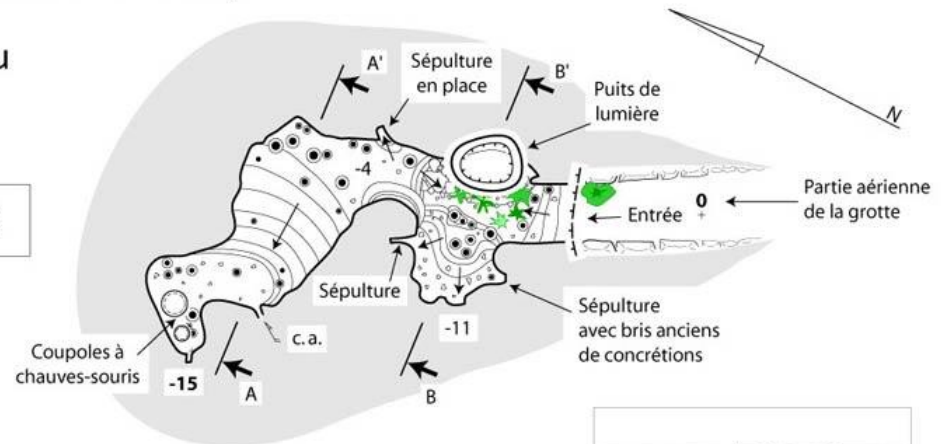 u
A'
Sépulture
en place
B'
Puits de
lumière
N
-4
Entrée
0
Partie aérienne
de la grotte
Sépulture
Sépulture
avec bris anciens
de concrétions
-11
c.a.
Coupoles à
chauves-souris
-15
A
B